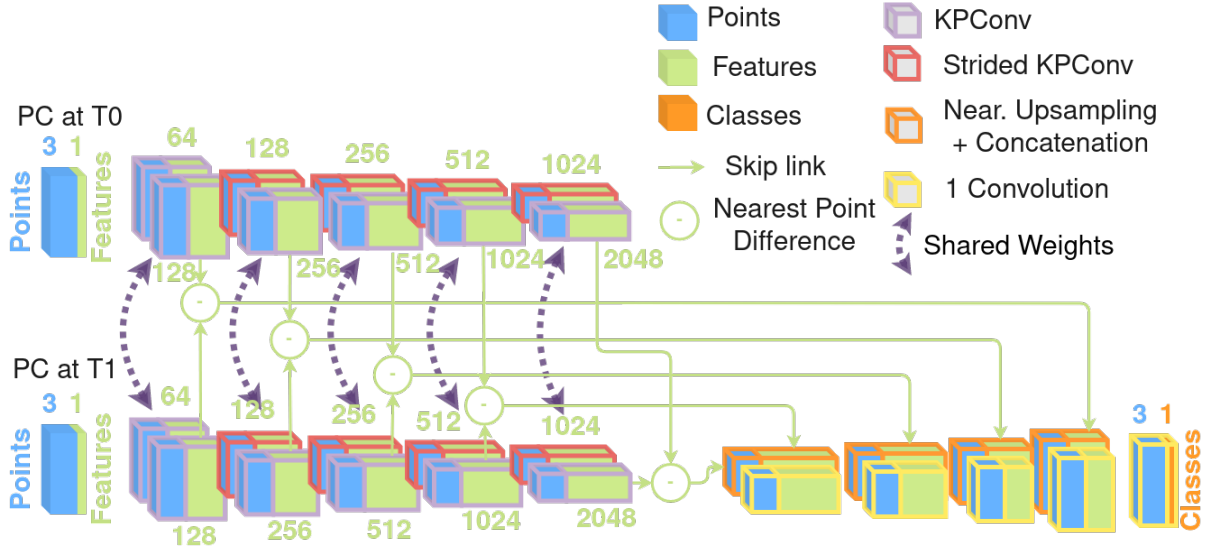 Points
KPConv
Features
Strided KPConv
Classes
Near. Upsampling
+ Concatenation
Skip link
1 Convolution
Nearest Point
Difference
Shared Weights
-
PC at T0
3 1
Points
Features
64
128
256
512
1024
128
256
512
1024
2048
-
-
-
-
-
PC at T1
3 1
Points
Features
64
128
256
512
1024
128
256
512
1024
2048
3 1
Classes